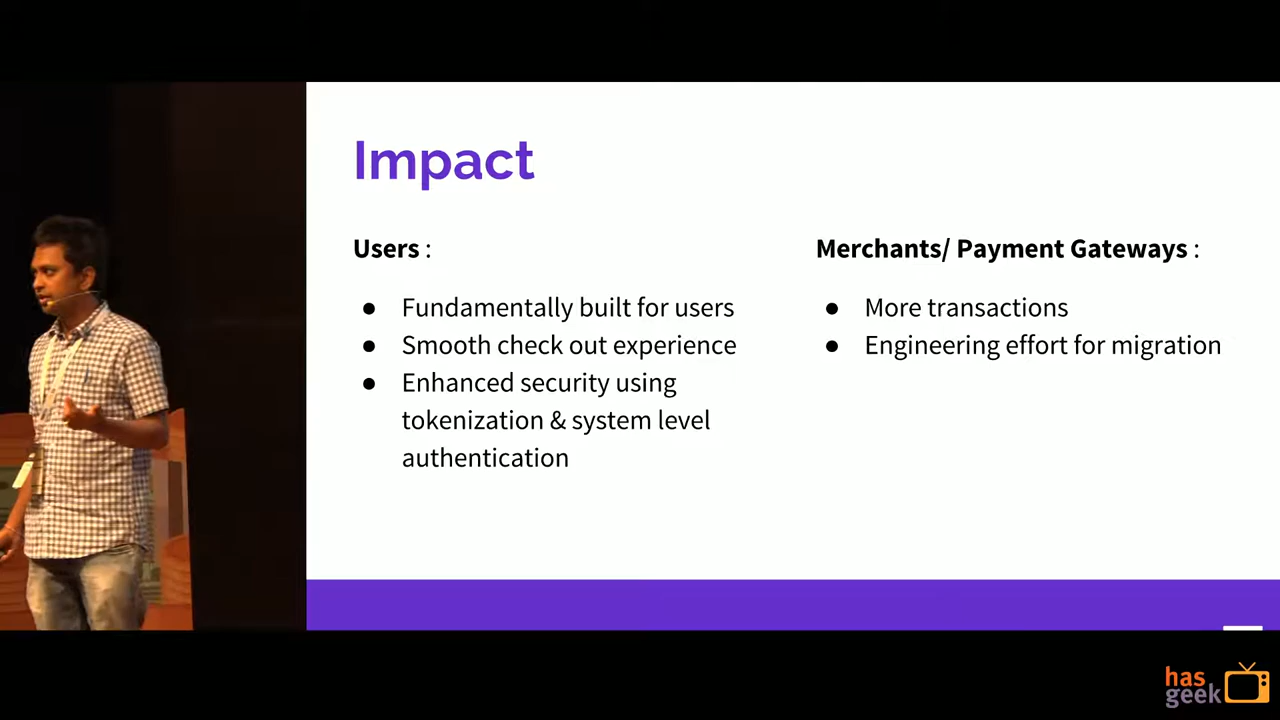 Impact
Users :
● Fundamentally built for users
● Smooth check out experience
● Enhanced security using
tokenization & system level
authentication
Merchants/ Payment Gateways :
● More transactions
● Engineering effort for migration
has
geek